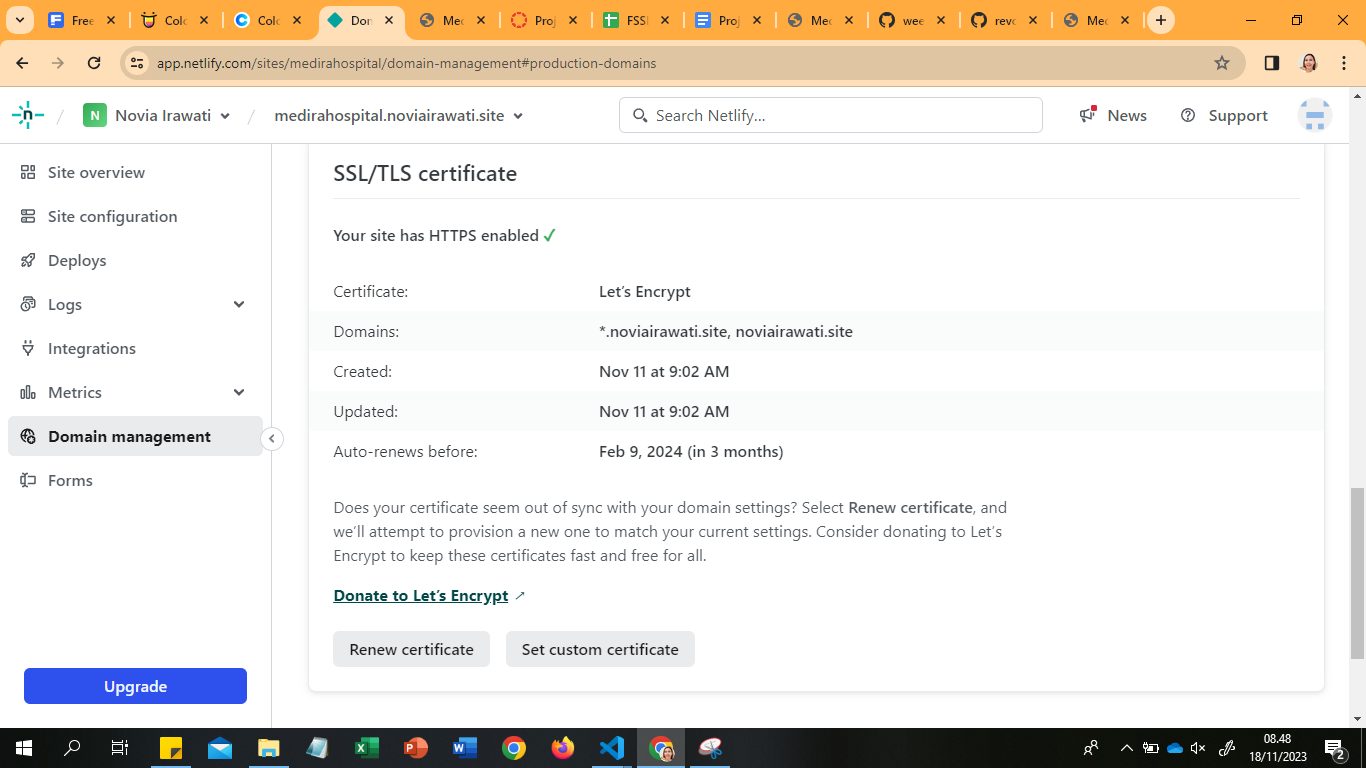 Free
Colo
Colo
Don
Med
Proj
FSSI
Proj
Med
wee
revo
Med
app.netlify.com/sites/medirahospital/domain-management#production-domains
n / N Novia Irawati / medirahospital.noviairawati.site Search Netlify... News Support
Site overview
Site configuration
Deploys
Logs
Integrations
Metrics
Domain management
Forms
Upgrade
SSL/TLS certificate
Your site has HTTPS enabled ✓
Certificate: Let's Encrypt
Domains: *.noviairawati.site, noviairawati.site
Created: Nov 11 at 9:02 AM
Updated: Nov 11 at 9:02 AM
Auto-renews before: Feb 9, 2024 (in 3 months)
Does your certificate seem out of sync with your domain settings? Select Renew certificate, and
we'll attempt to provision a new one to match your current settings. Consider donating to Let's
Encrypt to keep these certificates fast and free for all.
Donate to Let's Encrypt ↗
Renew certificate Set custom certificate
08.48
18/11/2023
2